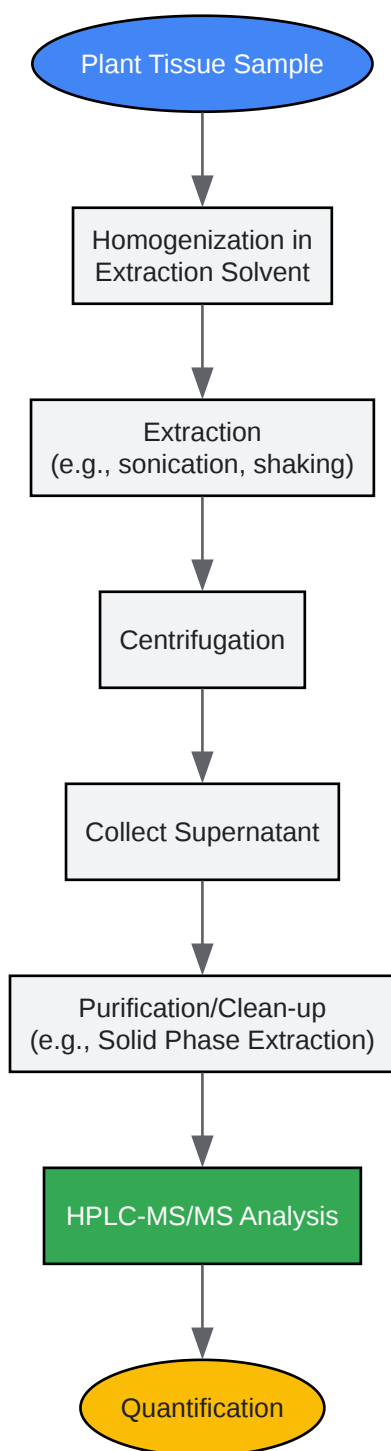 Plant Tissue Sample
Homogenization in
Extraction Solvent
Extraction
(e.g., sonication, shaking)
Centrifugation
Collect Supernatant
Purification/Clean-up
(e.g., Solid Phase Extraction)
HPLC-MS/MS Analysis
Quantification